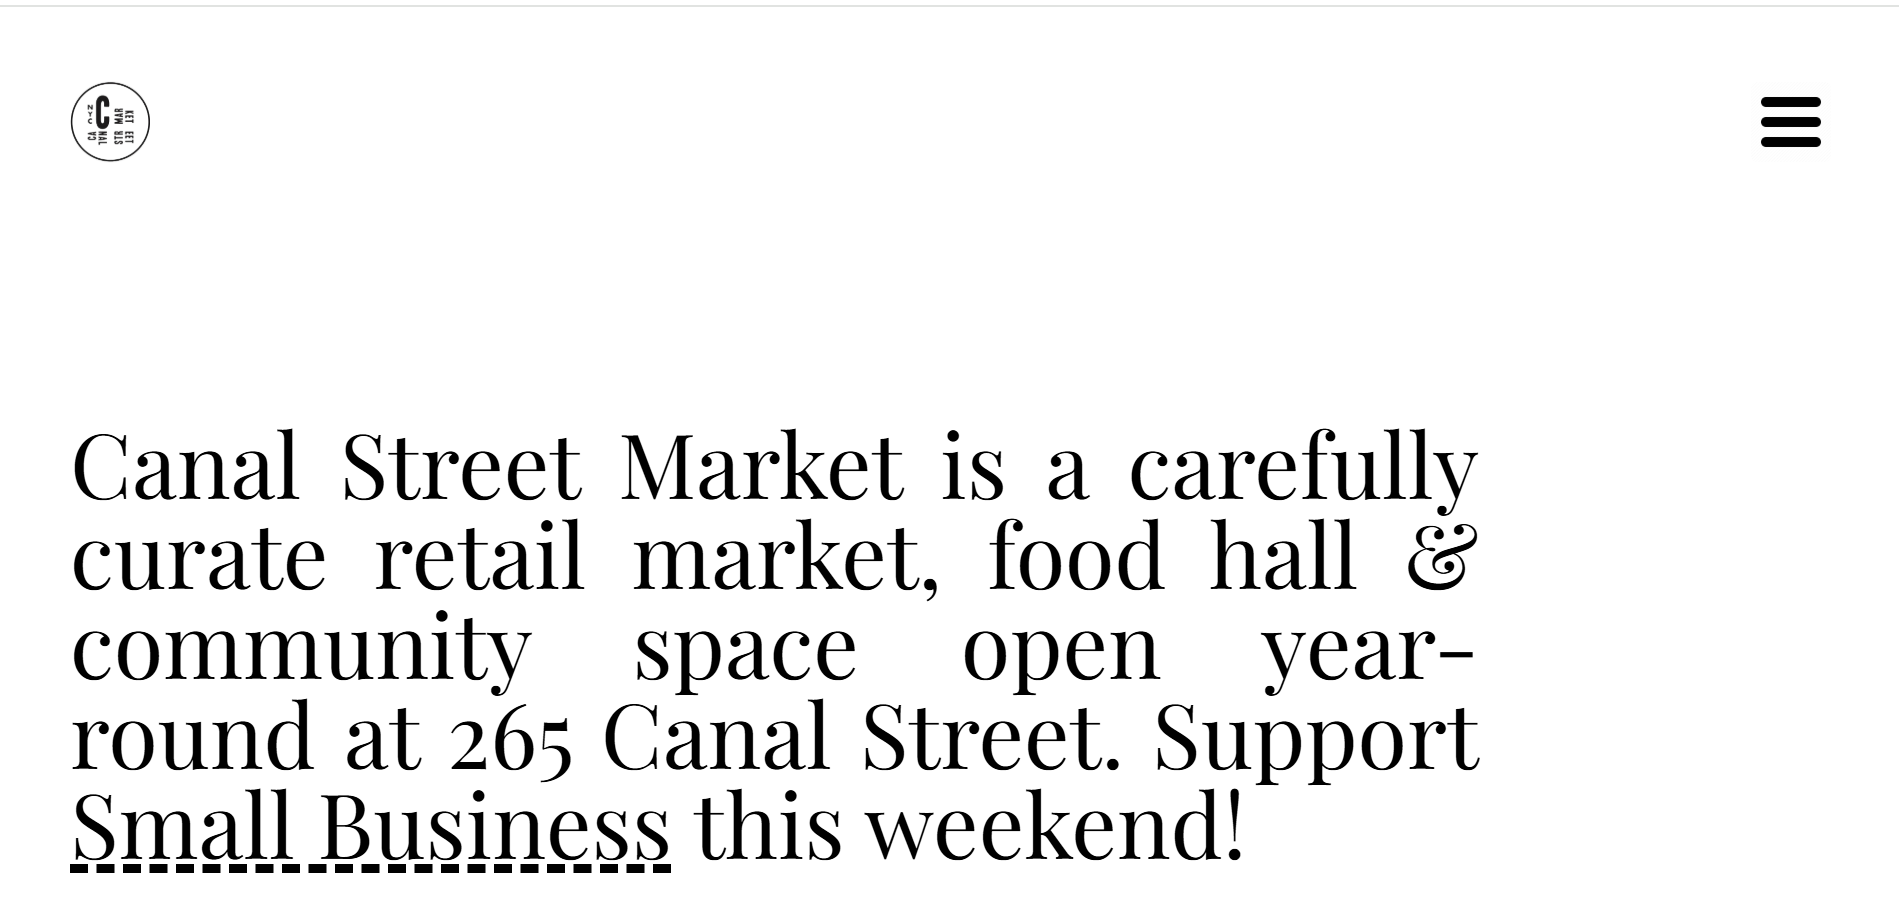 NYC C
CA NAL
STR EET
MAR KET
Canal Street Market is a carefully
curate retail market, food hall &
community space open year-
round at 265 Canal Street. Support
Small Business this weekend!